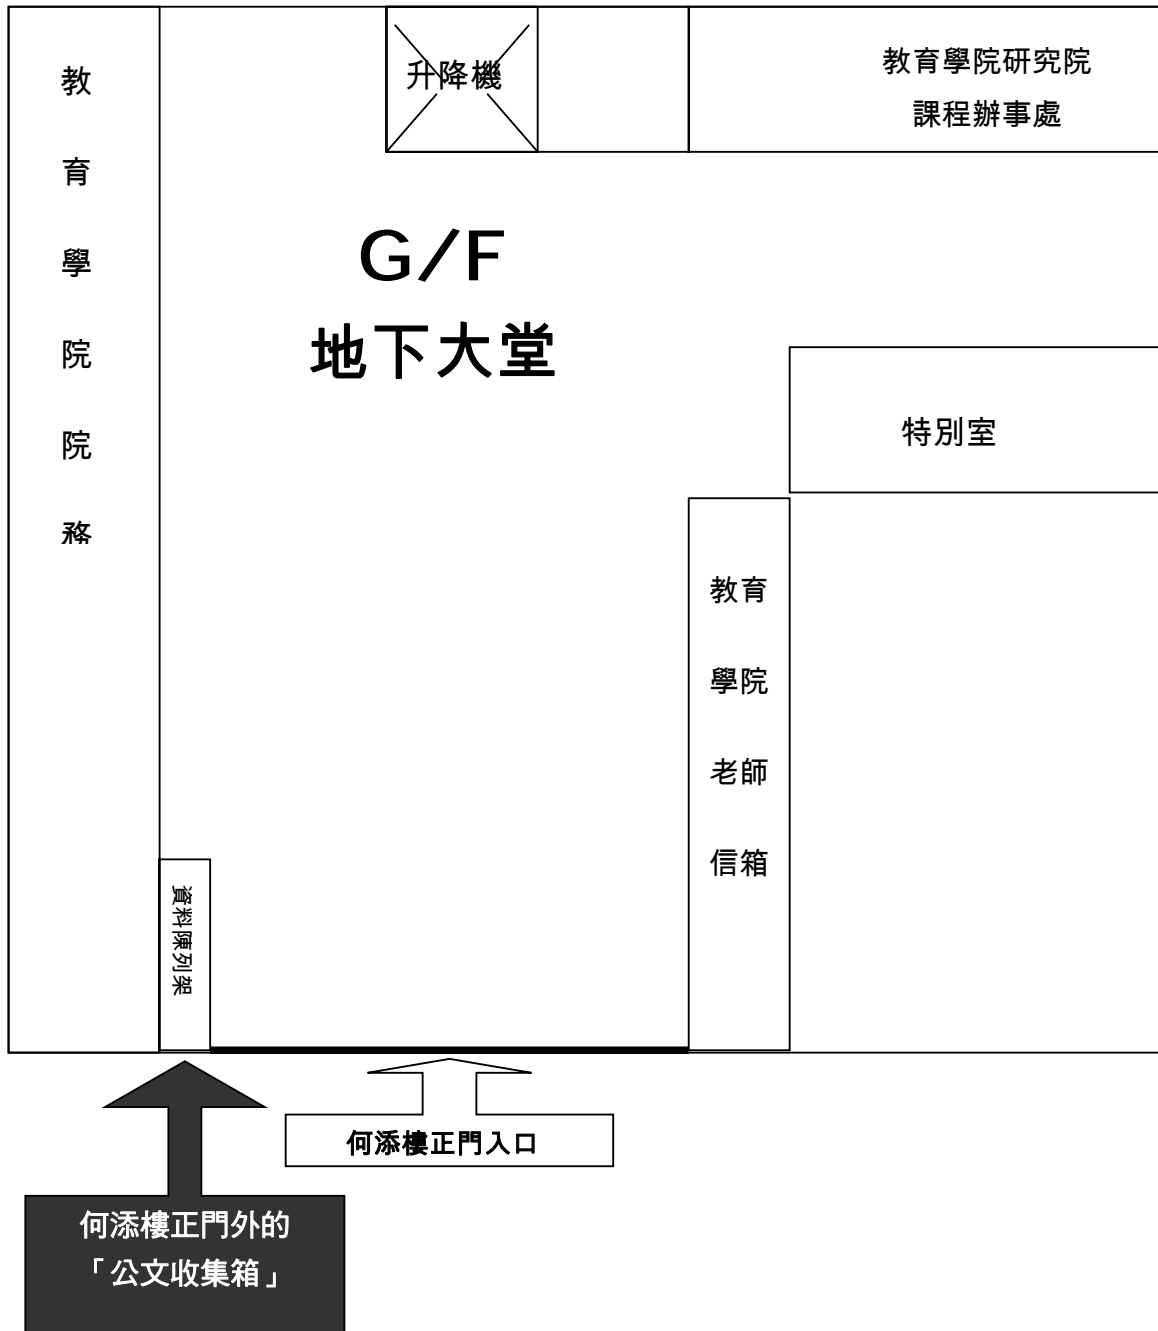 教
育
學
院
院
務
升降機
教育學院研究院
課程辦事處
G/F
地下大堂
特別室
教育
學院
老師
信箱
資料陳列架
何添樓正門入口
何添樓正門外的
「公文收集箱」